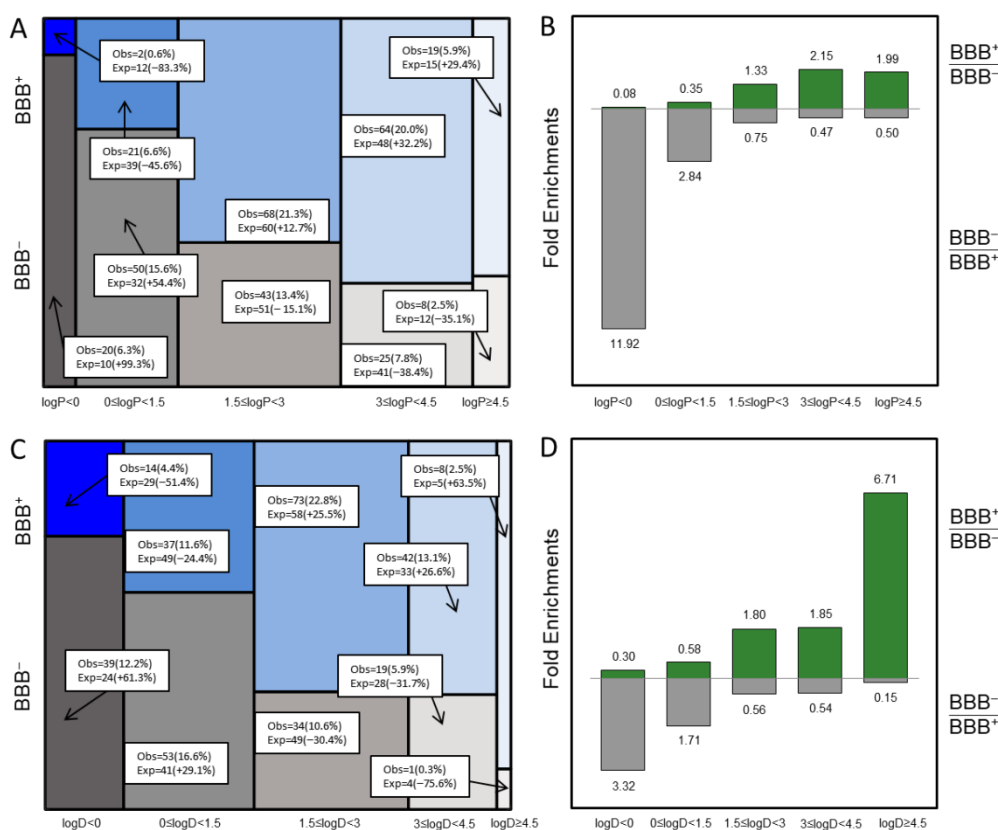 A
BBB⁺
BBB⁻
Obs=2(0.6%)
Exp=12(−83.3%)
Obs=19(5.9%)
Exp=15(+29.4%)
Obs=21(6.6%)
Exp=39(−45.6%)
Obs=64(20.0%)
Exp=48(+32.2%)
Obs=68(21.3%)
Exp=60(+12.7%)
Obs=50(15.6%)
Exp=32(+54.4%)
Obs=43(13.4%)
Exp=51(− 15.1%)
Obs=8(2.5%)
Exp=12(−35.1%)
Obs=20(6.3%)
Exp=10(+99.3%)
Obs=25(7.8%)
Exp=41(−38.4%)
logP<0 0≤logP<1.5 1.5≤logP<3 3≤logP<4.5 logP≥4.5
B
Fold Enrichments
0.08 0.35 1.33 2.15 1.99
11.92 2.84 0.75 0.47 0.50
BBB⁺
BBB⁻
BBB⁻
BBB⁺
logP<0 0≤logP<1.5 1.5≤logP<3 3≤logP<4.5 logP≥4.5
C
BBB⁺
BBB⁻
Obs=14(4.4%)
Exp=29(−51.4%)
Obs=8(2.5%)
Exp=5(+63.5%)
Obs=73(22.8%)
Exp=58(+25.5%)
Obs=37(11.6%)
Exp=49(−24.4%)
Obs=42(13.1%)
Exp=33(+26.6%)
Obs=39(12.2%)
Exp=24(+61.3%)
Obs=19(5.9%)
Exp=28(−31.7%)
Obs=34(10.6%)
Exp=49(−30.4%)
Obs=53(16.6%)
Exp=41(+29.1%)
Obs=1(0.3%)
Exp=4(−75.6%)
logD<0 0≤logD<1.5 1.5≤logD<3 3≤logD<4.5 logD≥4.5
D
Fold Enrichments
0.30 0.58 1.80 1.85 6.71
3.32 1.71 0.56 0.54 0.15
BBB⁺
BBB⁻
BBB⁻
BBB⁺
logD<0 0≤logD<1.5 1.5≤logD<3 3≤logD<4.5 logD≥4.5